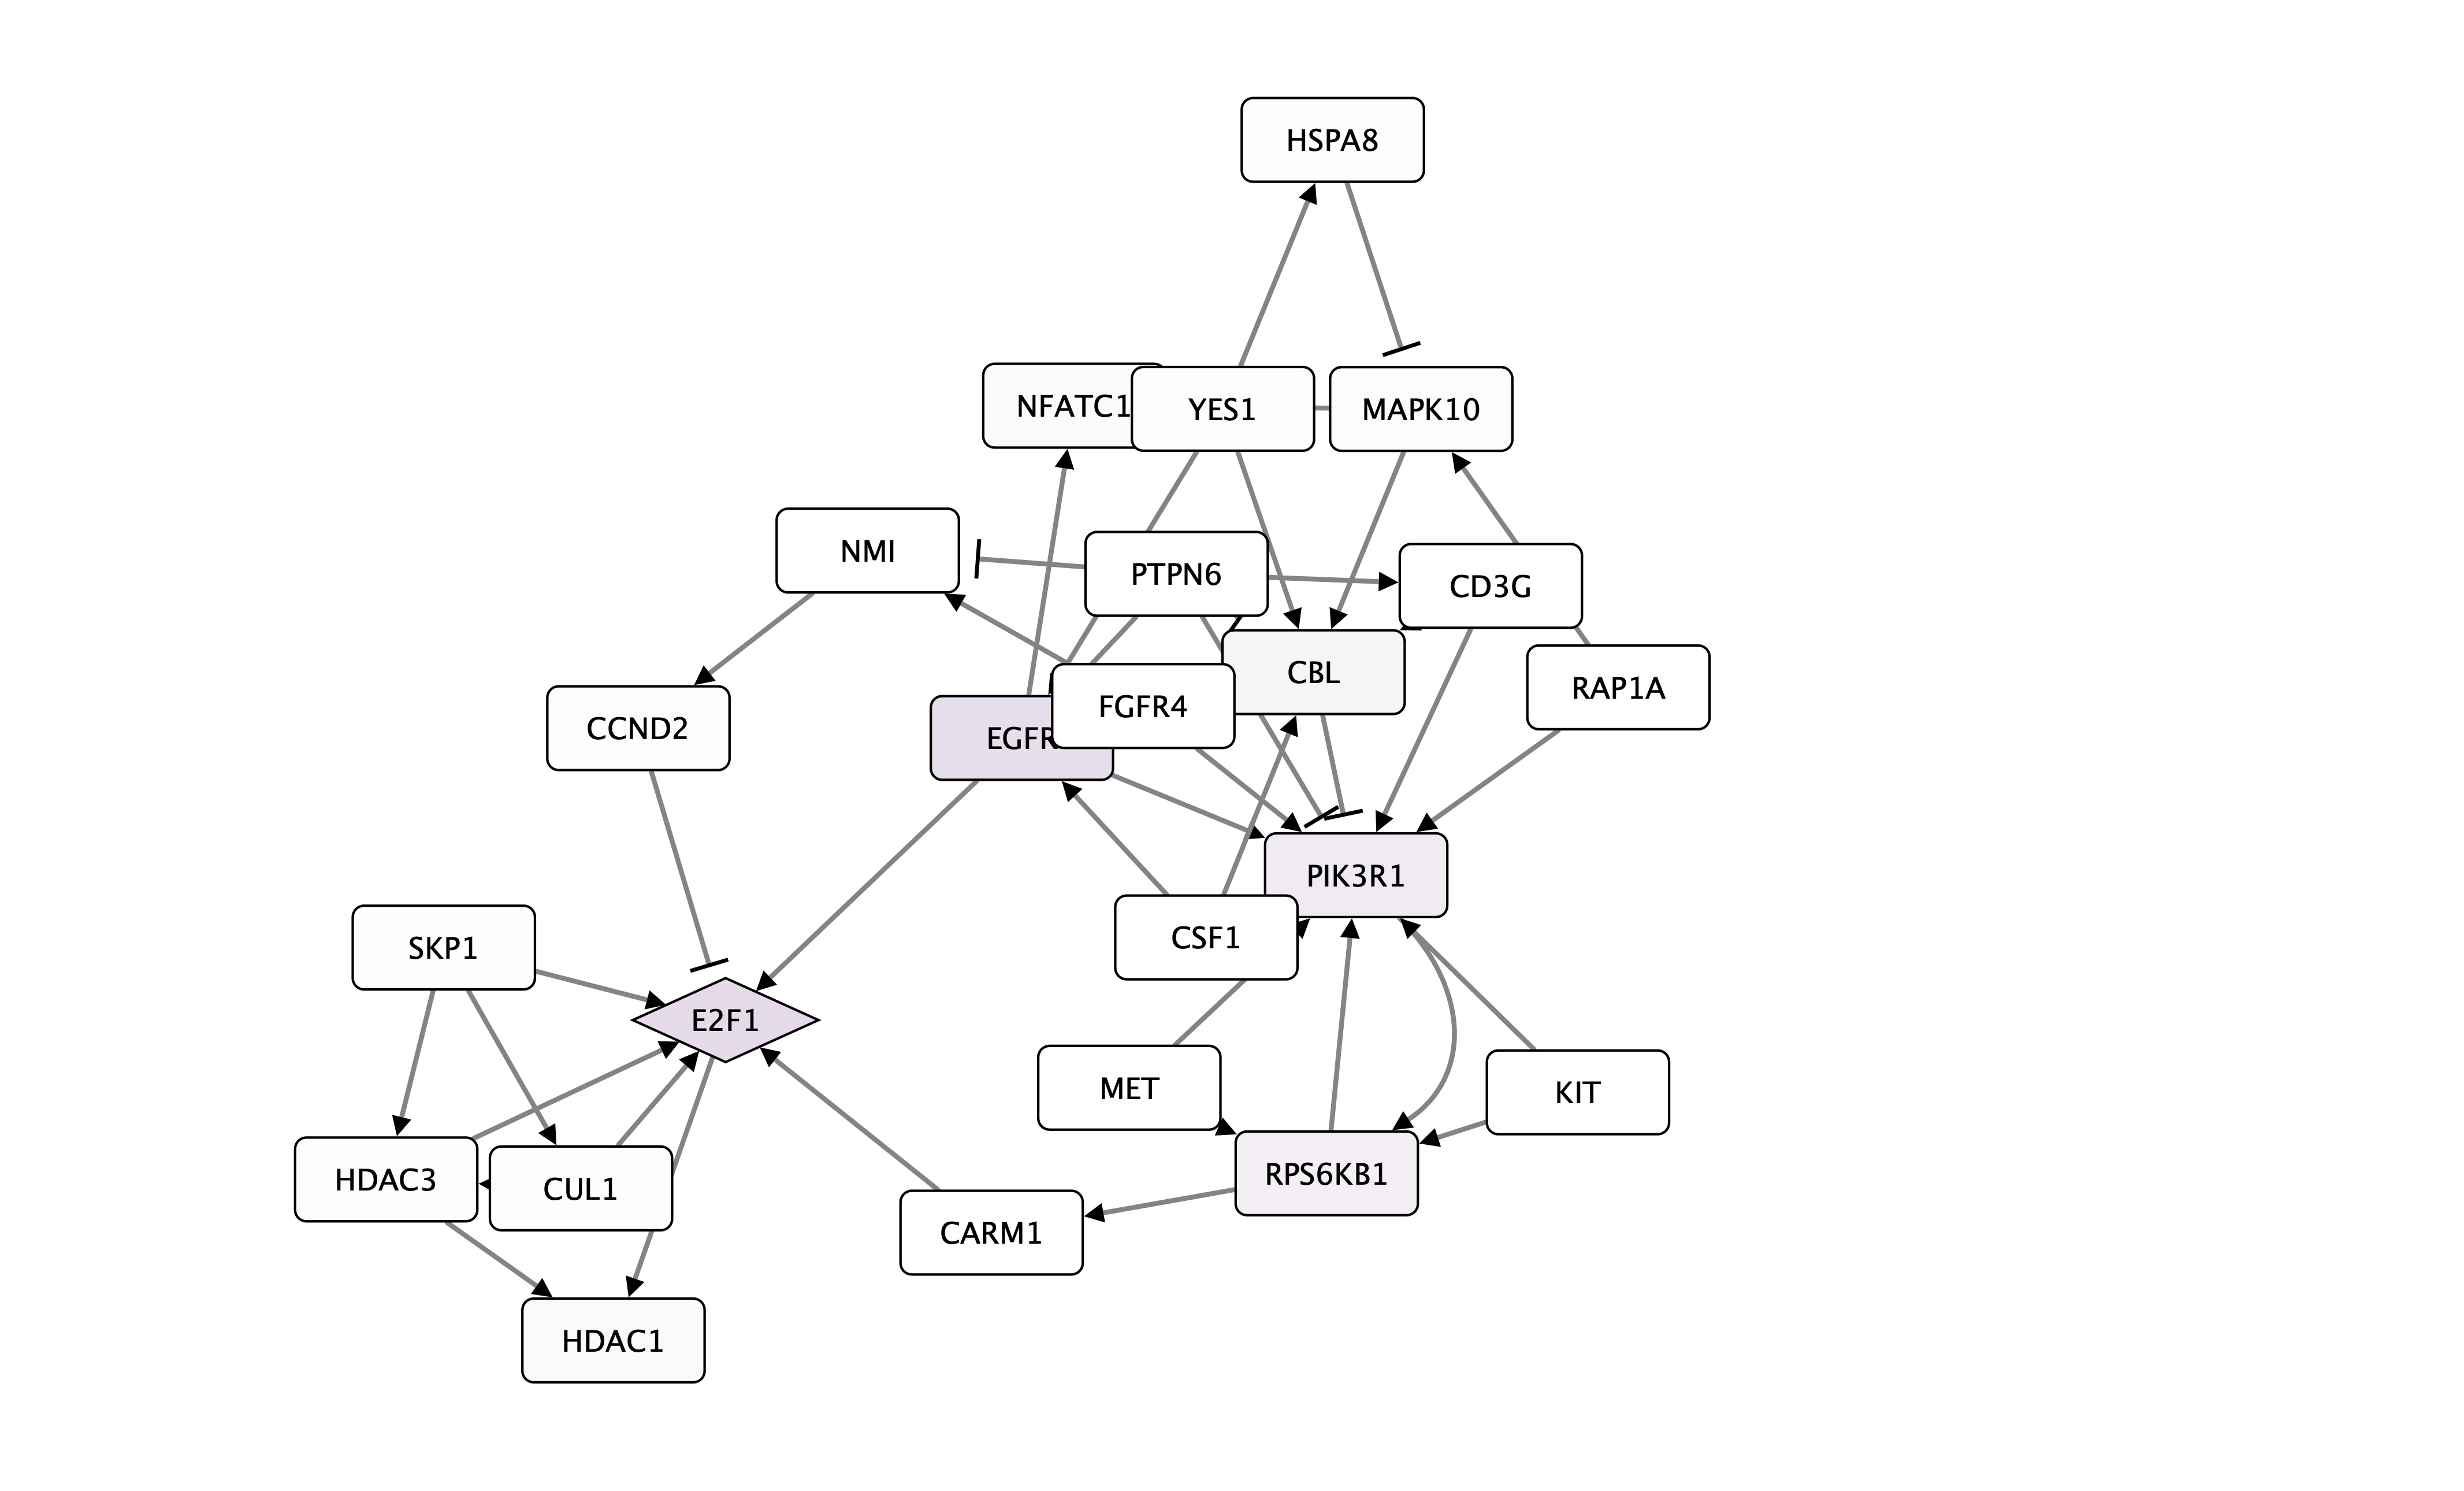 HSPA8
NFATC1
YES1
MAPK10
NMI
PTPN6
CD3G
CBL
RAP1A
FGFR4
CCND2
EGFR
PIK3R1
CSF1
SKP1
E2F1
MET
KIT
HDAC3
CUL1
RPS6KB1
CARM1
HDAC1